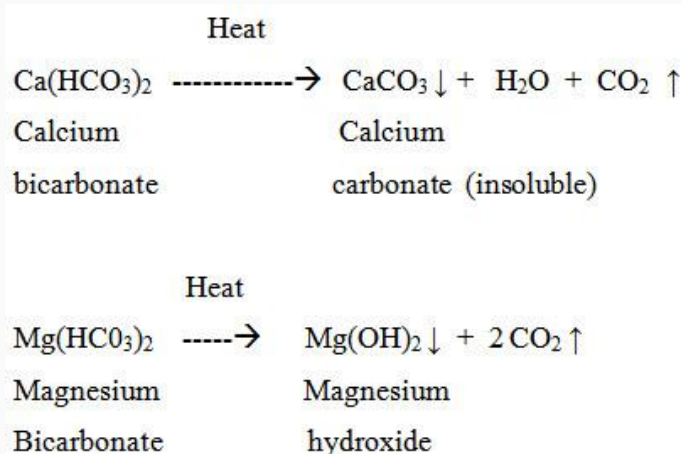 Heat
Ca(HCO₃)₂ ------------→ CaCO₃↓ + H₂O + CO₂ ↑
Calcium Calcium
bicarbonate carbonate (insoluble)
Heat
Mg(HC0₃)₂ -----→ Mg(OH)₂↓ + 2 CO₂↑
Magnesium Magnesium
Bicarbonate hydroxide